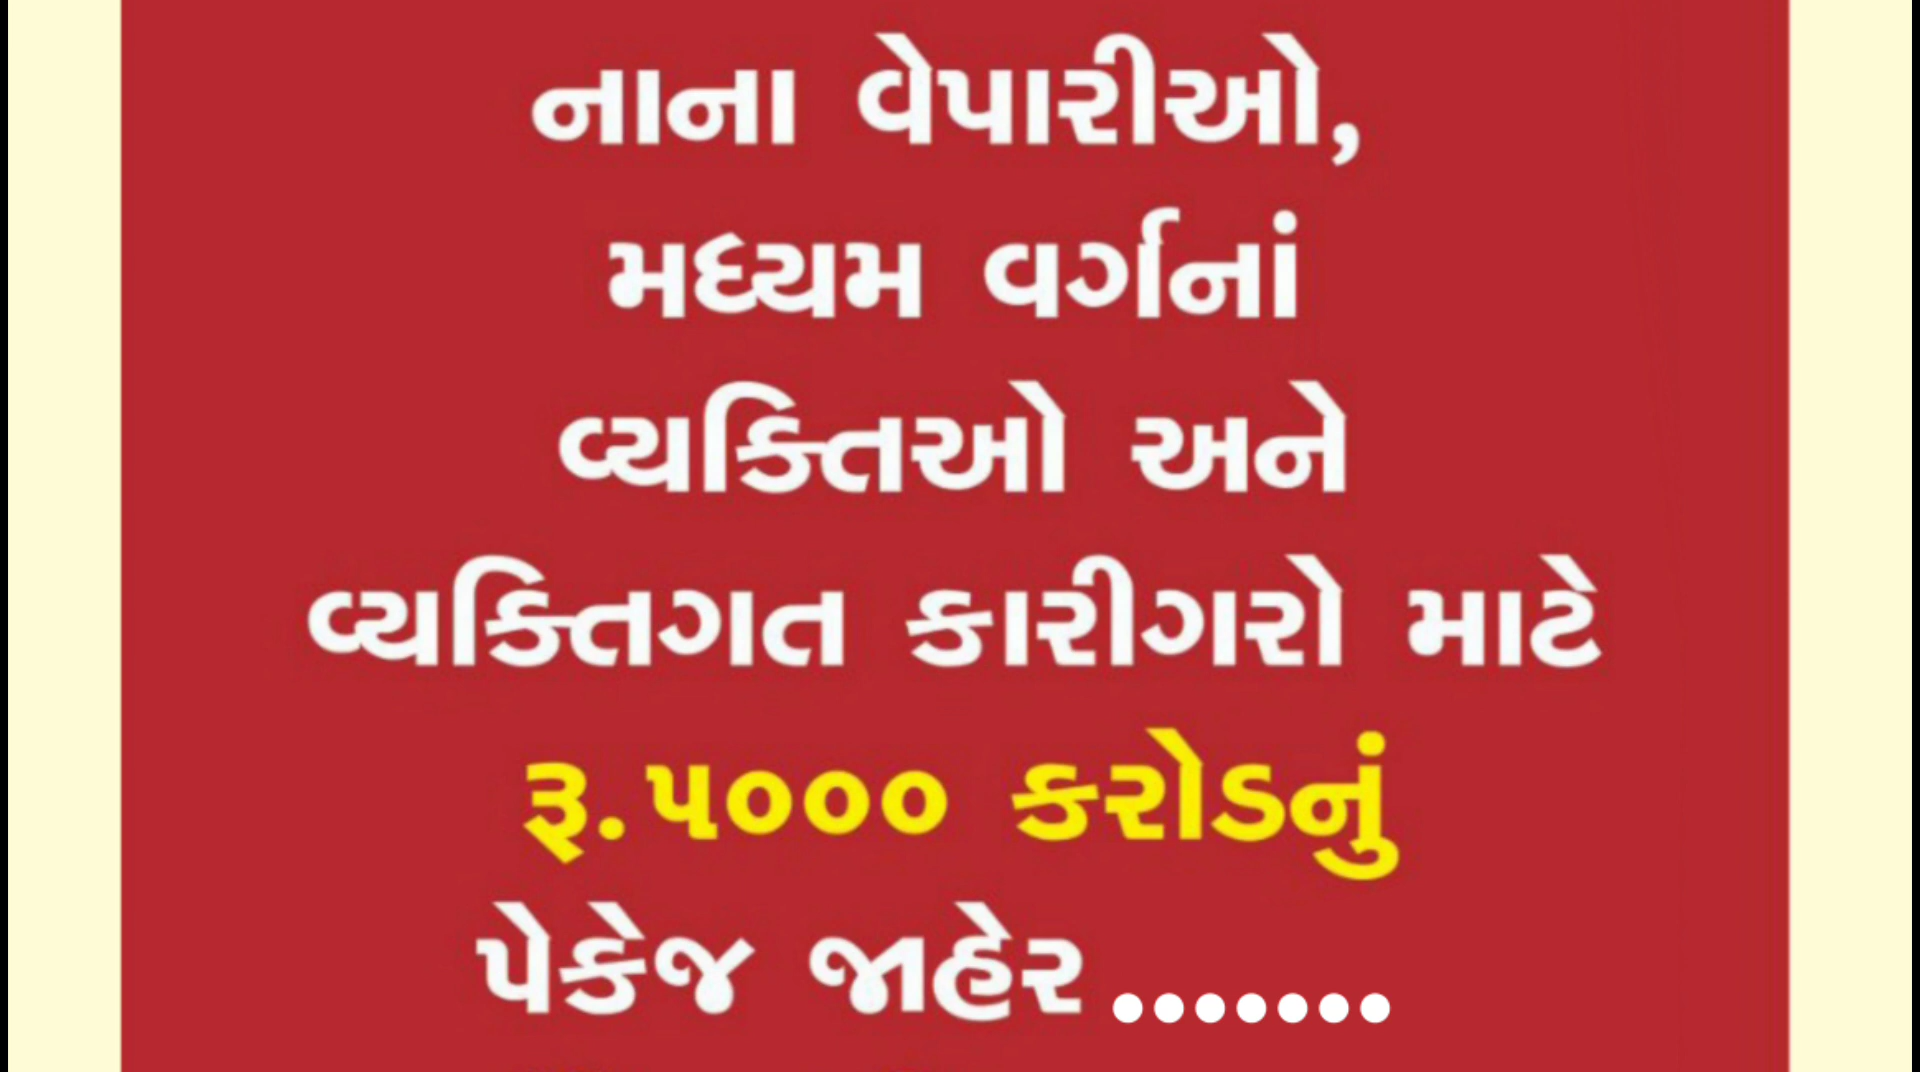 નાના વેપારીઓ,
મધ્યમ વર્ગનાં
વ્યક્તિઓ અને
વ્યક્તિગત કારીગરો માટે
રૂ.૫૦૦૦ કરોડનું
પેકેજ જાહેર.......